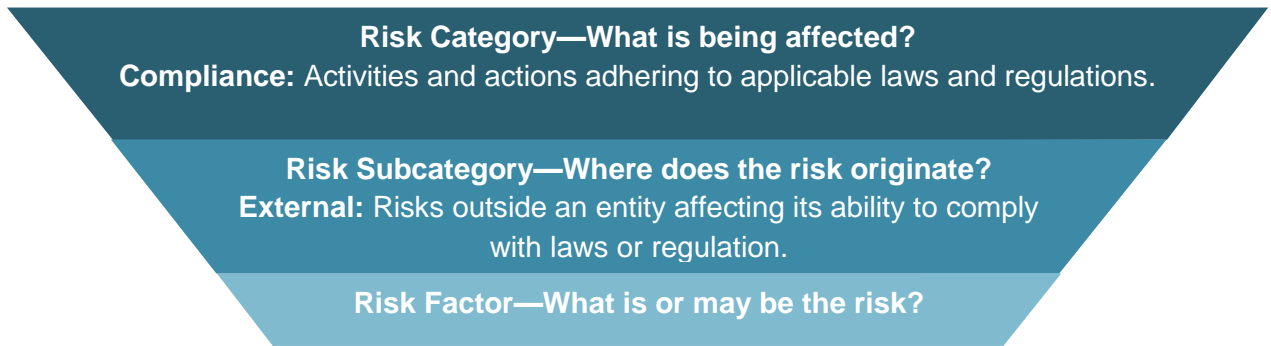 Risk Category—What is being affected?
Compliance: Activities and actions adhering to applicable laws and regulations.
Risk Subcategory—Where does the risk originate?
External: Risks outside an entity affecting its ability to comply
with laws or regulation.
Risk Factor—What is or may be the risk?